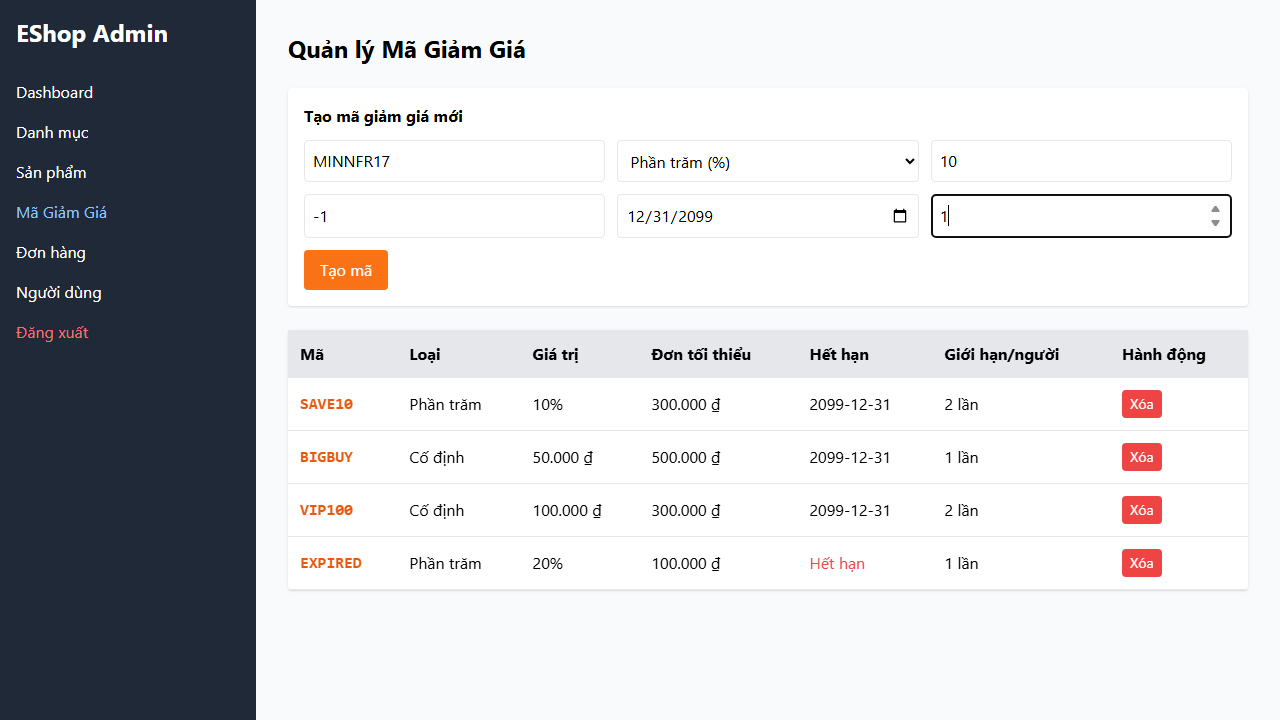 EShop Admin
Dashboard
Danh mục
Sản phẩm
Mã Giảm Giá
Đơn hàng
Người dùng
Đăng xuất
Quản lý Mã Giảm Giá
Tạo mã giảm giá mới
MINNFR17 Phần trăm (%) 10
-1 12/31/2099 1
Tạo mã
Mã Loại Giá trị Đơn tối thiểu Hết hạn Giới hạn/người Hành động
SAVE10 Phần trăm 10% 300.000 ₫ 2099-12-31 2 lần Xóa
BIGBUY Cố định 50.000 ₫ 500.000 ₫ 2099-12-31 1 lần Xóa
VIP100 Cố định 100.000 ₫ 300.000 ₫ 2099-12-31 2 lần Xóa
EXPIRED Phần trăm 20% 100.000 ₫ Hết hạn 1 lần Xóa